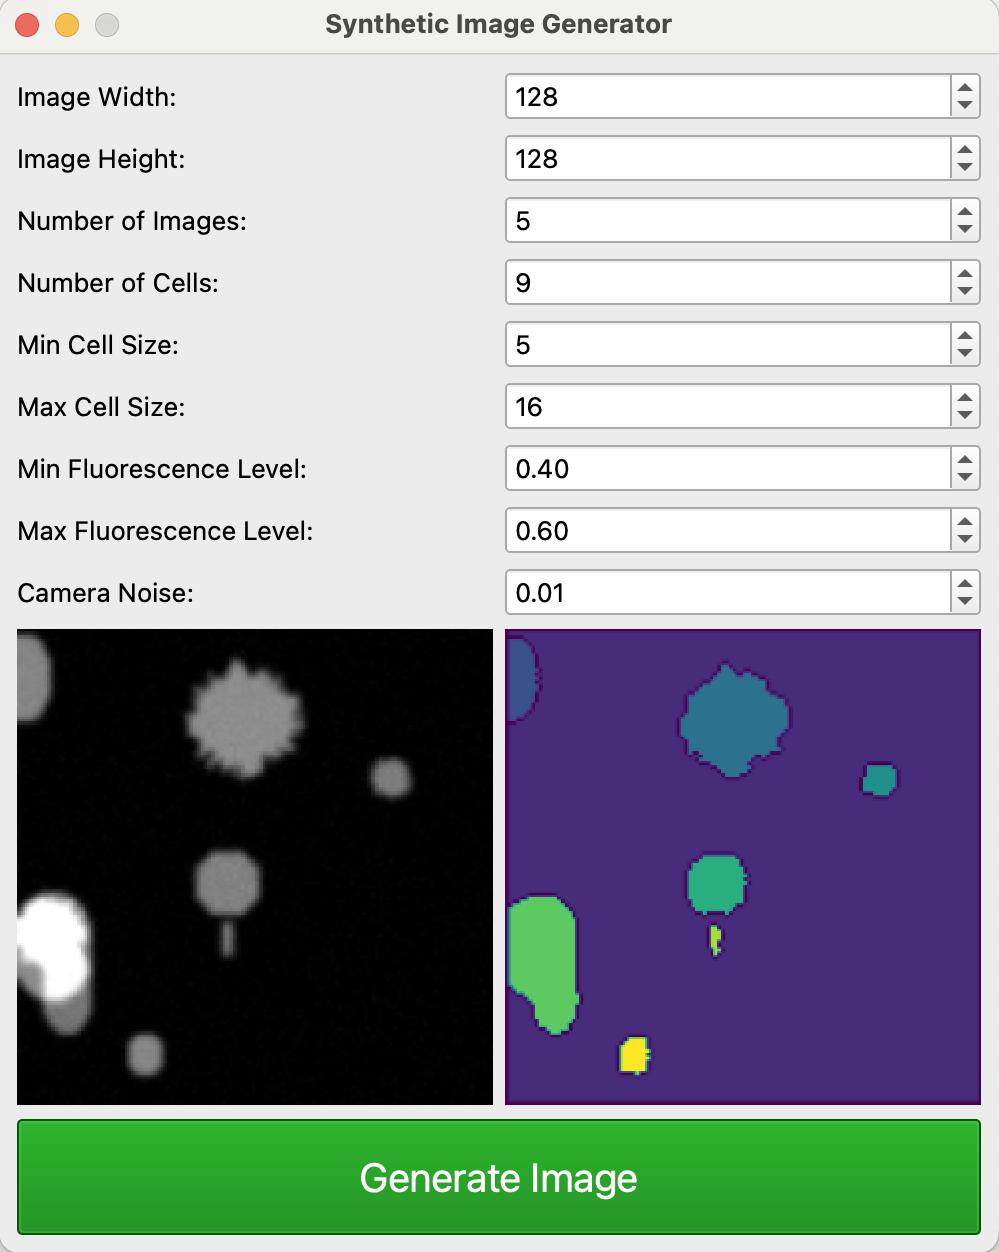 Synthetic Image Generator
Image Width: 128
Image Height: 128
Number of Images: 5
Number of Cells: 9
Min Cell Size: 5
Max Cell Size: 16
Min Fluorescence Level: 0.40
Max Fluorescence Level: 0.60
Camera Noise: 0.01
Generate Image